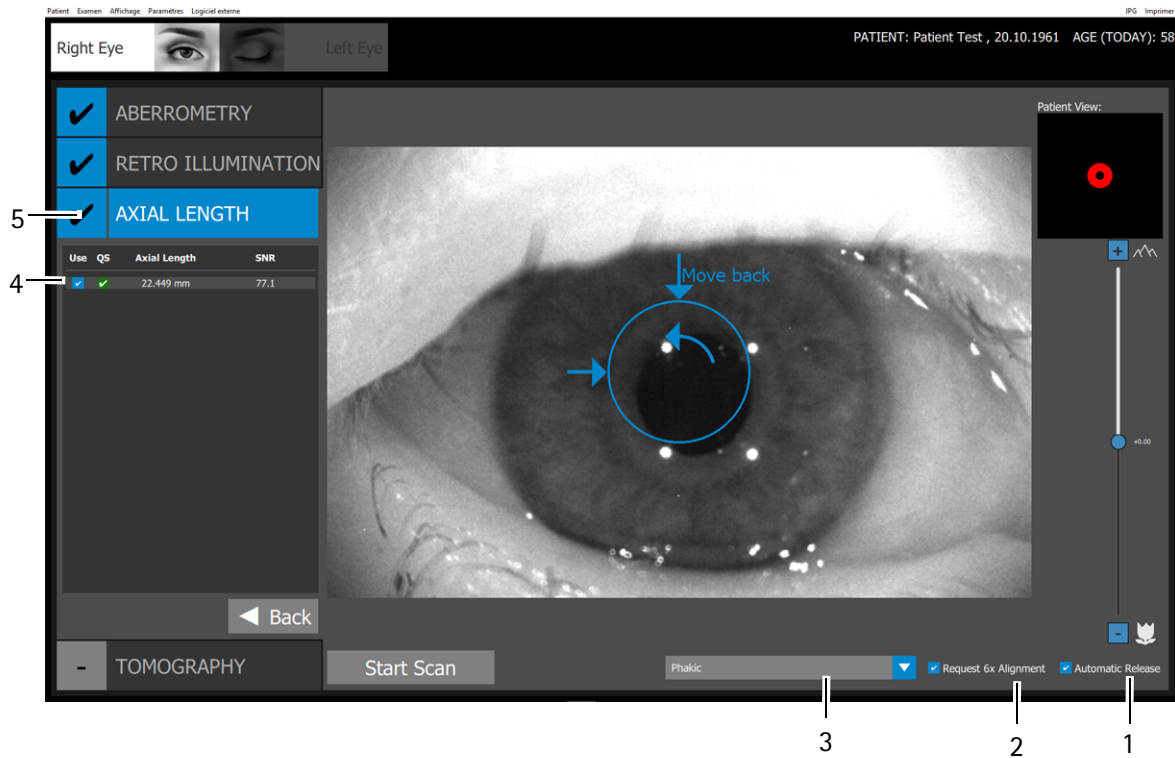 Patient Examen Affichage Paramètres Logiciel externe JPG Imprimer
Right Eye Left Eye PATIENT: Patient Test , 20.10.1961 AGE (TODAY): 58
ABERROMETRY
Patient View:
RETRO ILLUMINATION
5 AXIAL LENGTH
Use QS Axial Length SNR
4 22.449 mm 77.1
+
Move back
+0.00
Back
-
- TOMOGRAPHY
Start Scan Phakic Request 6x Alignment Automatic Release
3 2 1